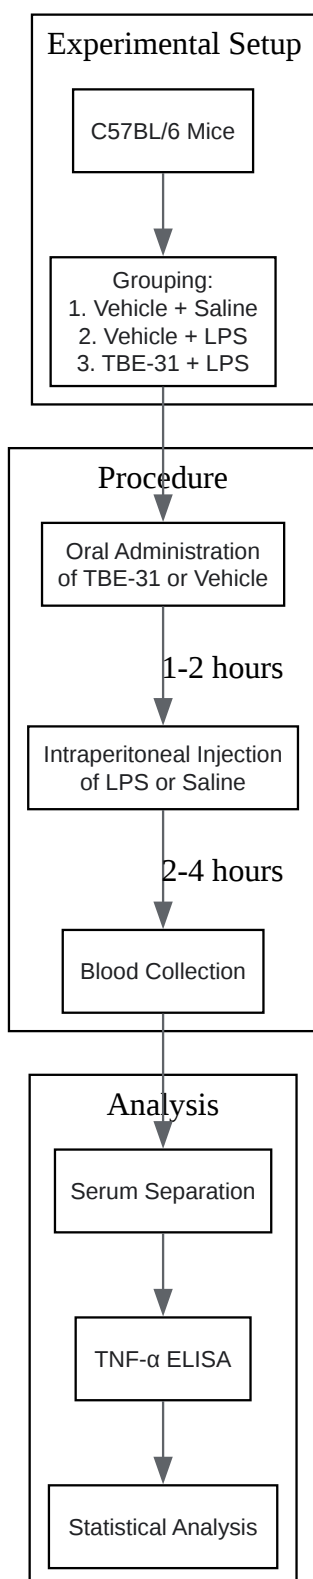 Experimental Setup
C57BL/6 Mice
Grouping:
1. Vehicle + Saline
2. Vehicle + LPS
3. TBE-31 + LPS
Procedure
Oral Administration
of TBE-31 or Vehicle
1-2 hours
Intraperitoneal Injection
of LPS or Saline
2-4 hours
Blood Collection
Analysis
Serum Separation
TNF-α ELISA
Statistical Analysis